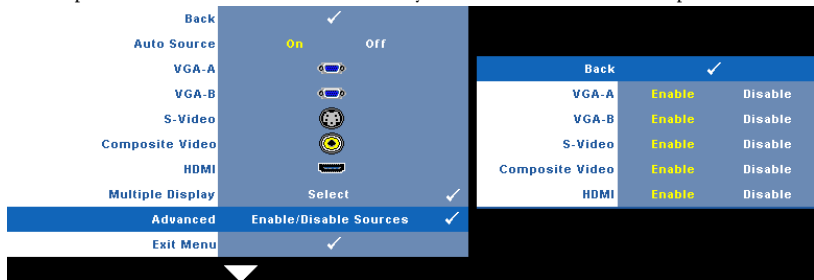 Back
Auto Source On Off
VGA-A
VGA-B
S-Video
Composite Video
HDMI
Multiple Display Select
Advanced Enable/Disable Sources
Exit Menu
Back
VGA-A Enable Disable
VGA-B Enable Disable
S-Video Enable Disable
Composite Video Enable Disable
HDMI Enable Disable